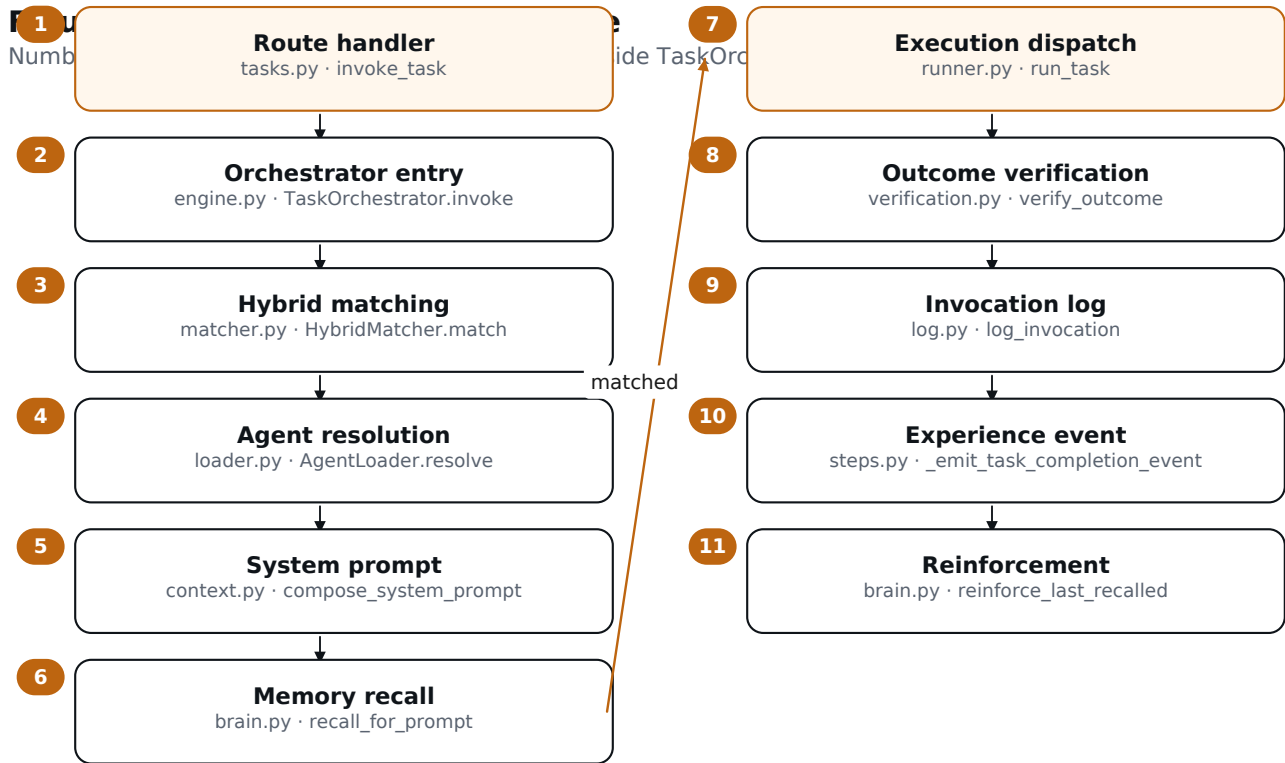 1
Route handler
tasks.py · invoke_task
2
Orchestrator entry
engine.py · TaskOrchestrator.invoke
3
Hybrid matching
matcher.py · HybridMatcher.match
4
Agent resolution
loader.py · AgentLoader.resolve
5
System prompt
context.py · compose_system_prompt
6
Memory recall
brain.py · recall_for_prompt
matched
7
Execution dispatch
runner.py · run_task
8
Outcome verification
verification.py · verify_outcome
9
Invocation log
log.py · log_invocation
10
Experience event
steps.py · _emit_task_completion_event
11
Reinforcement
brain.py · reinforce_last_recalled